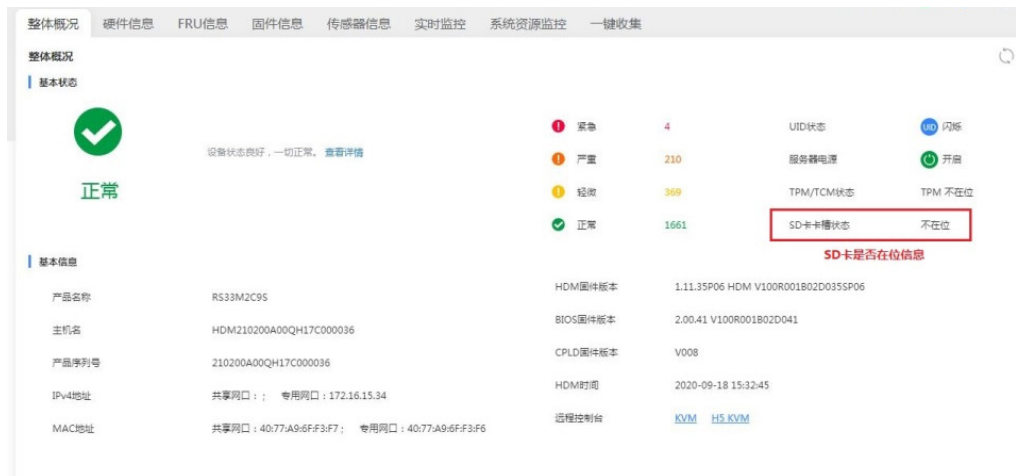 整体概况 硬件信息 FRU信息 固件信息 传感器信息 实时监控 系统资源监控 一键收集
整体概况
基本状态
正常
设备状态良好，一切正常。 查看详情
紧急 4 UID状态 UID 闪烁
严重 210 服务器电源 开启
轻微 369 TPM/TCM状态 TPM 不在位
正常 1661 SD卡卡槽状态 不在位
SD卡是否在位信息
基本信息
产品名称 RS33M2C9S
主机名 HDM210200A00QH17C000036
产品序列号 210200A00QH17C000036
IPv4地址 共享网口：； 专用网口：172.16.15.34
MAC地址 共享网口：40:77:A9:6F:F3:F7； 专用网口：40:77:A9:6F:F3:F6
HDM固件版本 1.11.35P06 HDM V100R001B02D035SP06
BIOS固件版本 2.00.41 V100R001B02D041
CPLD固件版本 V008
HDM时间 2020-09-18 15:32:45
远程控制台 KVM H5 KVM